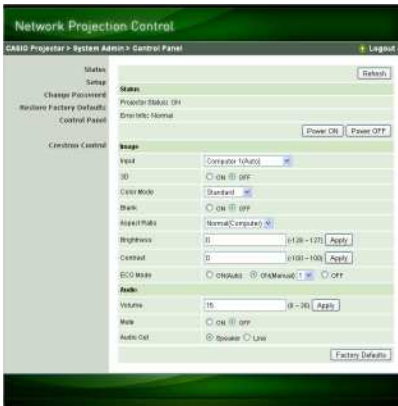 Network Projection Control
CASIO Projector > System Admin > Control Panel
Logout
Status
Setup
Change Password
Restore Factory Defaults
Control Panel
Crestron Control
Refresh
Status
Projector Status: ON
Error Info: Normal
Power ON Power OFF
Image
Input Computer 1(Auto)
3D ON OFF
Color Mode Standard
Blank ON OFF
Aspect Ratio Normal(Computer)
Brightness 0 (-128 ~ 127) Apply
Contrast 0 (-100 ~ 100) Apply
ECO Mode ON(Auto) ON(Manual) 1 OFF
Audio
Volume 15 (0 ~ 30) Apply
Mute ON OFF
Audio Out Speaker Line
Factory Defaults